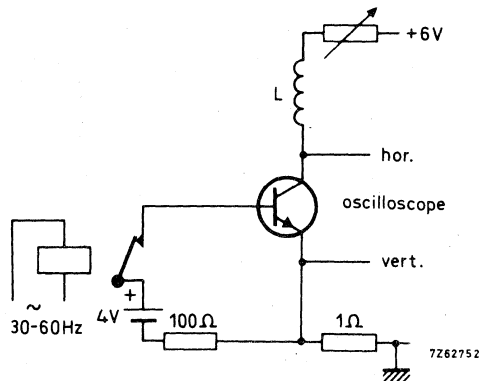 +6V
L
hor.
oscilloscope
vert.
+
4V
100Ω
1Ω
~
30-60Hz
7Z62752